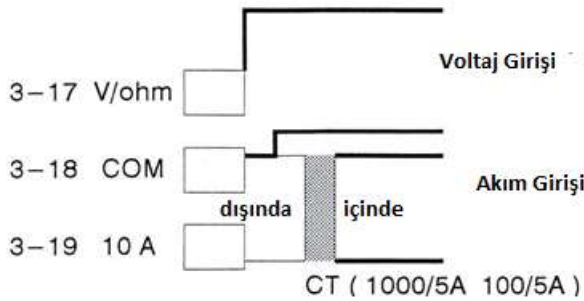 Voltaj Girişi
3-17 V/ohm
3-18 COM
Akım Girişi
dışında içinde
3-19 10 A
CT ( 1000/5A 100/5A )